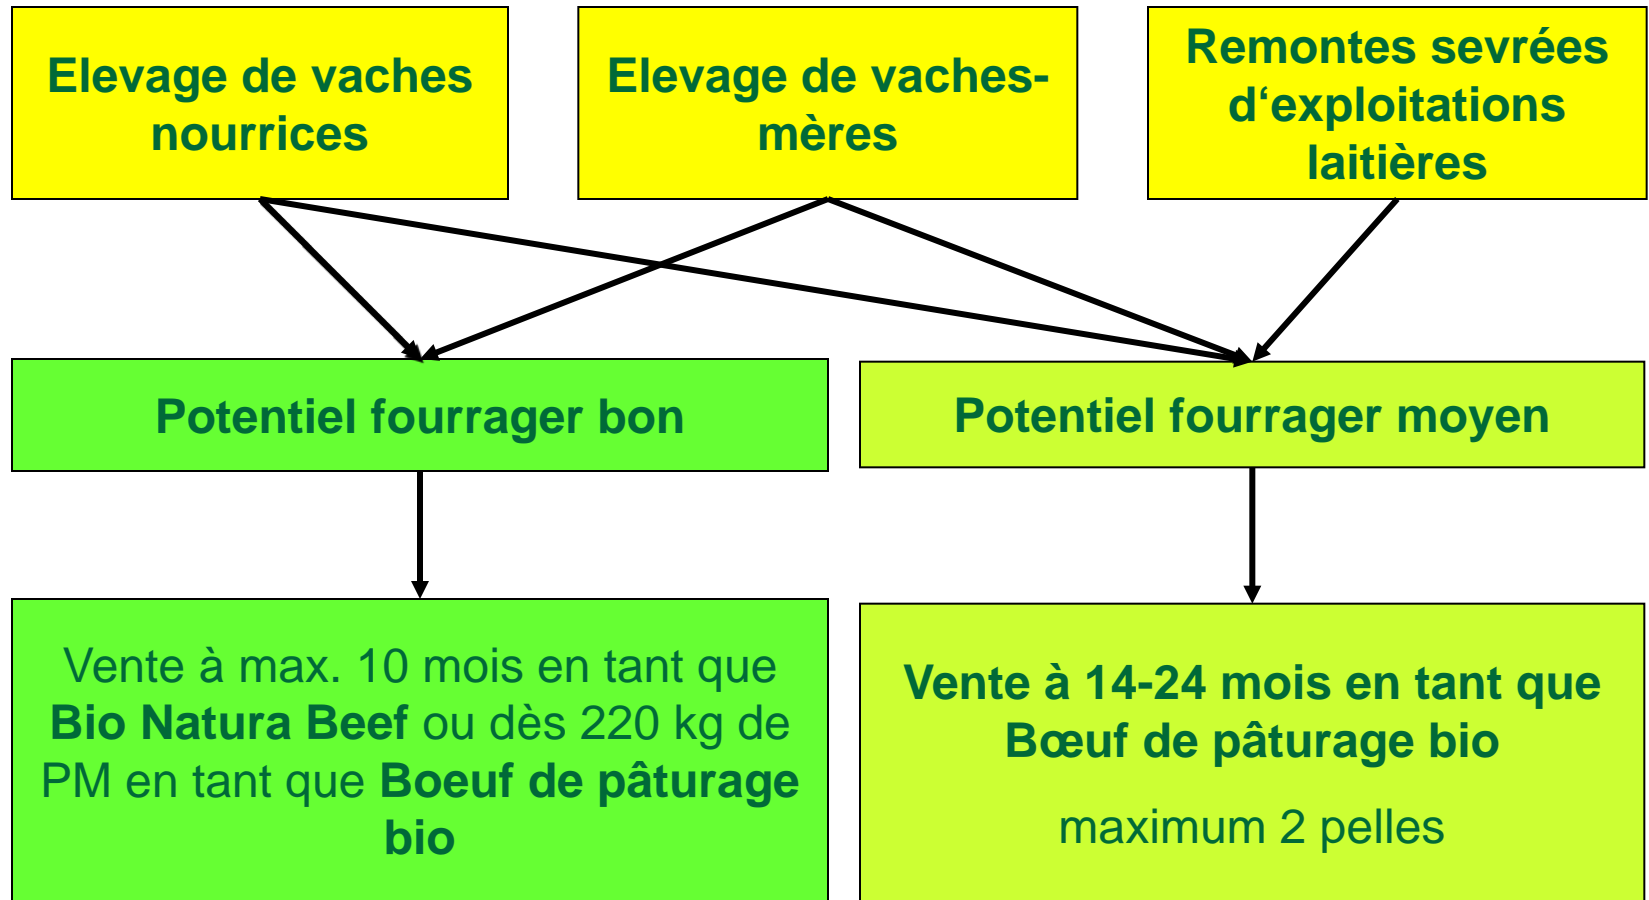 Elevage de vaches
nourrices
Elevage de vaches-
mères
Remontes sevrées
d‘exploitations
laitières
Potentiel fourrager bon
Potentiel fourrager moyen
Vente à max. 10 mois en tant que
Bio Natura Beef ou dès 220 kg de
PM en tant que Boeuf de pâturage
bio
Vente à 14-24 mois en tant que
Bœuf de pâturage bio
maximum 2 pelles